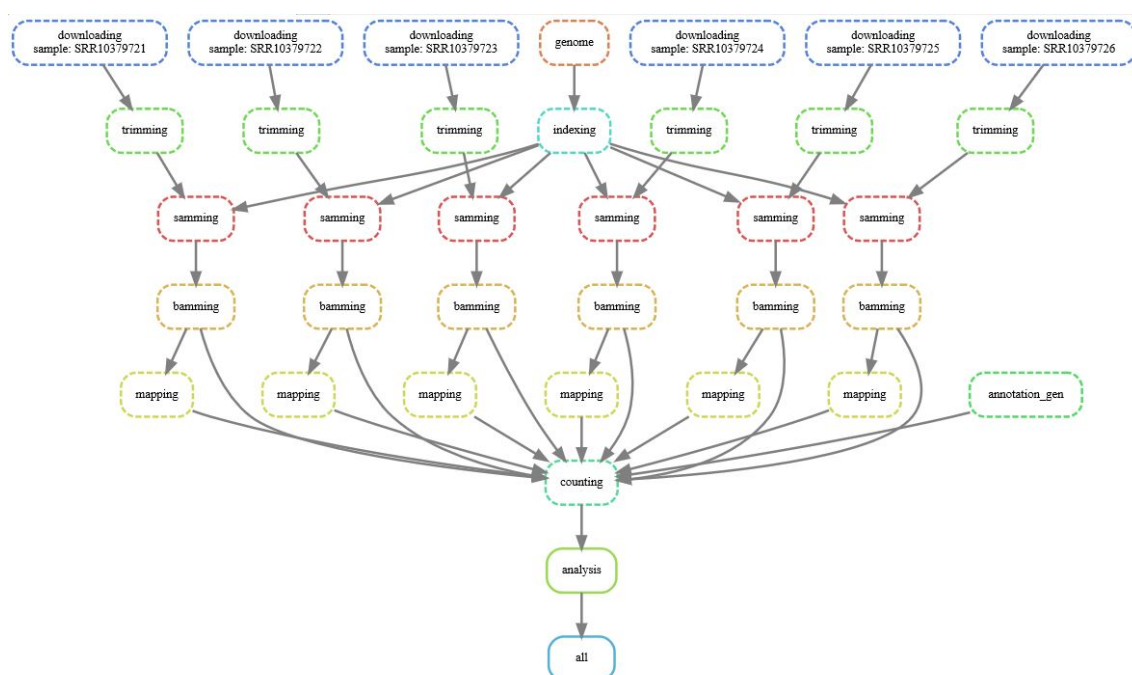 downloading
sample: SRR10379721
downloading
sample: SRR10379722
downloading
sample: SRR10379723
genome
downloading
sample: SRR10379724
downloading
sample: SRR10379725
downloading
sample: SRR10379726
trimming
trimming
trimming
indexing
trimming
trimming
trimming
samming
samming
samming
samming
samming
samming
bamming
bamming
bamming
bamming
bamming
bamming
mapping
mapping
mapping
mapping
mapping
mapping
annotation_gen
counting
analysis
all